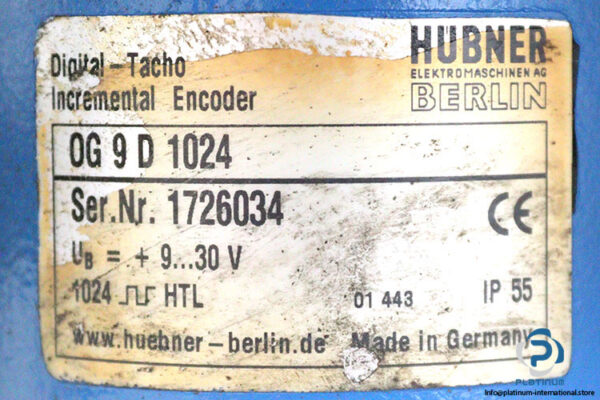 Digital-Tacho
Incremental Encoder
HÜBNER
ELEKTROMASCHINEN AG
BERLIN
OG 9 D 1024
Ser.Nr. 1726034
CE
UB = + 9...30 V
1024 HTL
01 443
IP 55
www.huebner-berlin.de Made in Germany
PLATINUM
Info@platinum-international.store